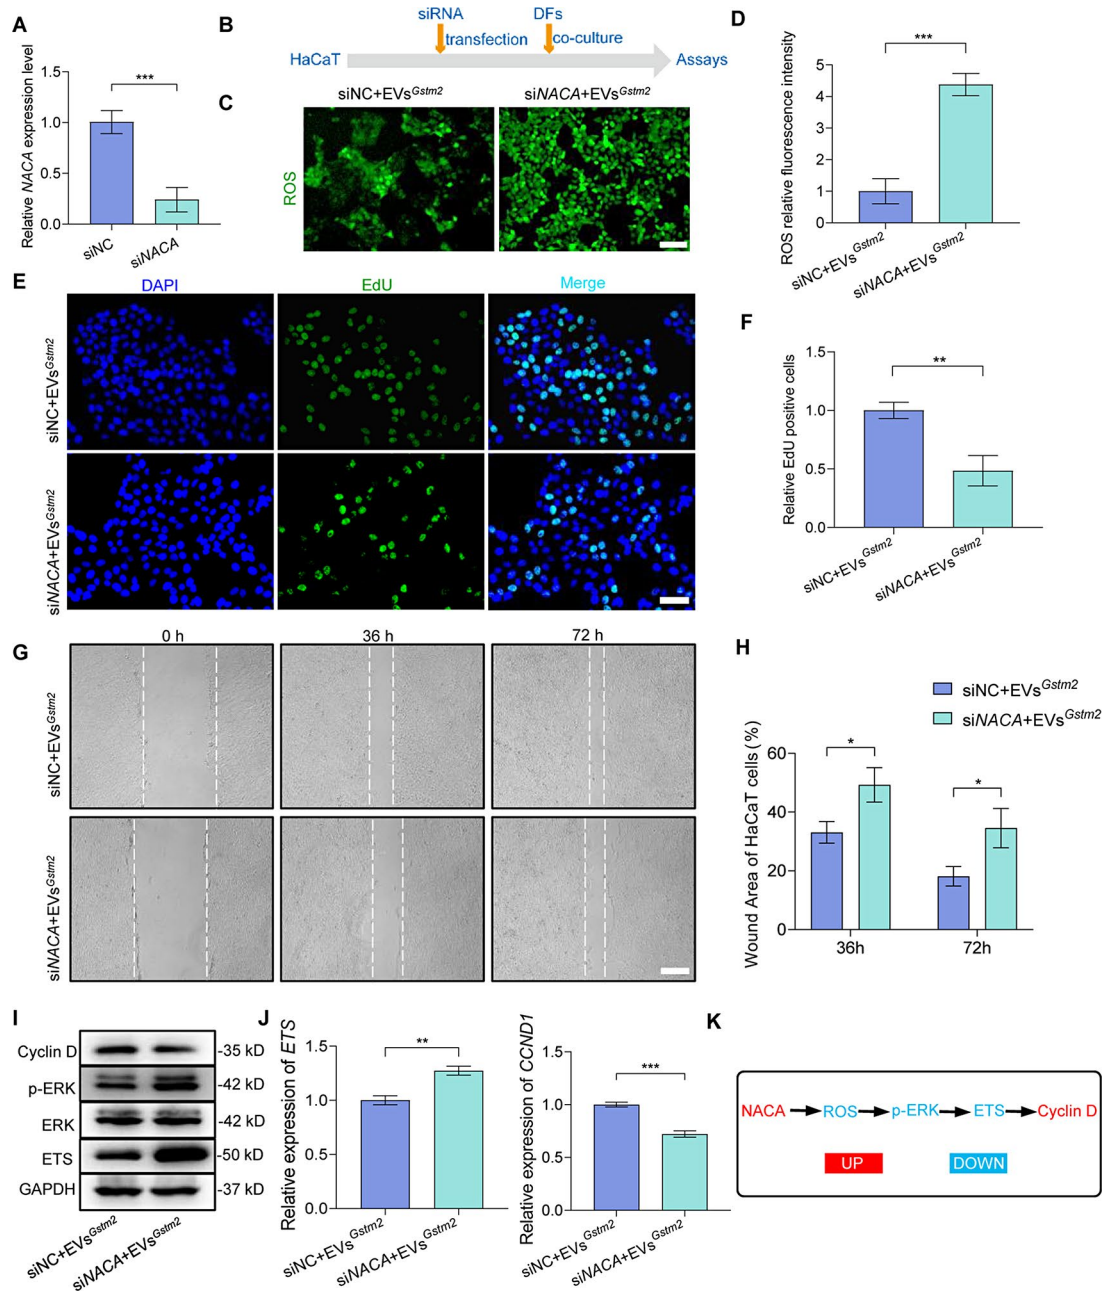 A
Relative NACA expression level
1.5
1.0
0.5
0.0
***
siNC
siNACA
B
siRNA
DFs
transfection
co-culture
HaCaT
Assays
C
siNC+EVsGstm2
siNACA+EVsGstm2
ROS
D
ROS relative fluorescence intensity
5
4
3
2
1
0
***
siNC+EVsGstm2
siNACA+EVsGstm2
E
DAPI
EdU
Merge
siNC+EVsGstm2
siNACA+EVsGstm2
F
Relative EdU positive cells
1.5
1.0
0.5
0.0
**
siNC+EVsGstm2
siNACA+EVsGstm2
G
0 h
36 h
72 h
siNC+EVsGstm2
siNACA+EVsGstm2
H
siNC+EVsGstm2
siNACA+EVsGstm2
Wound Area of HaCaT cells (%)
60
40
20
0
*
*
36h
72h
I
Cyclin D
-35 kD
p-ERK
-42 kD
ERK
-42 kD
ETS
-50 kD
GAPDH
-37 kD
siNC+EVsGstm2
siNACA+EVsGstm2
J
Relative expression of ETS
1.5
1.0
0.5
0.0
**
siNC+EVsGstm2
siNACA+EVsGstm2
Relative expression of CCND1
1.5
1.0
0.5
0.0
***
siNC+EVsGstm2
siNACA+EVsGstm2
K
NACA
ROS
p-ERK
ETS
Cyclin D
UP
DOWN